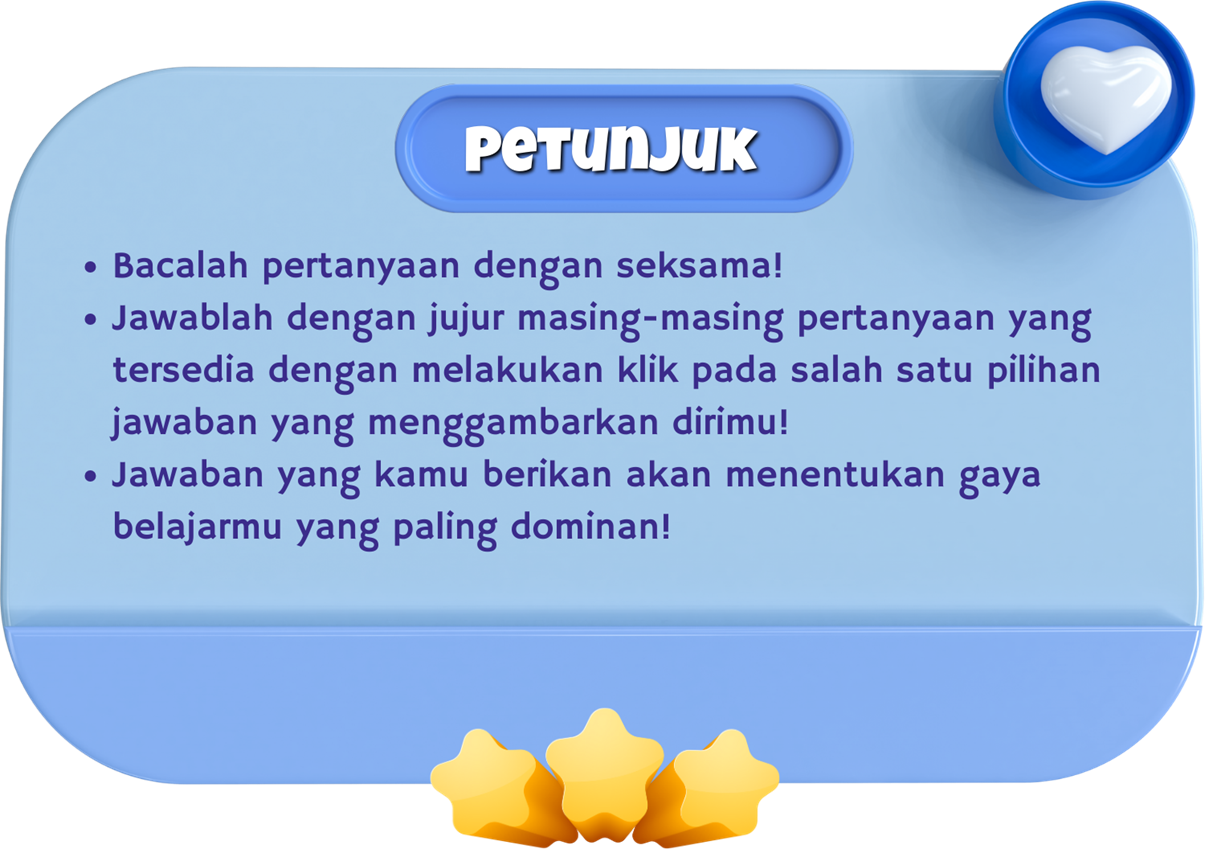 PETUNJUK
• Bacalah pertanyaan dengan seksama!
• Jawablah dengan jujur masing-masing pertanyaan yang
tersedia dengan melakukan klik pada salah satu pilihan
jawaban yang menggambarkan dirimu!
• Jawaban yang kamu berikan akan menentukan gaya
belajarmu yang paling dominan!